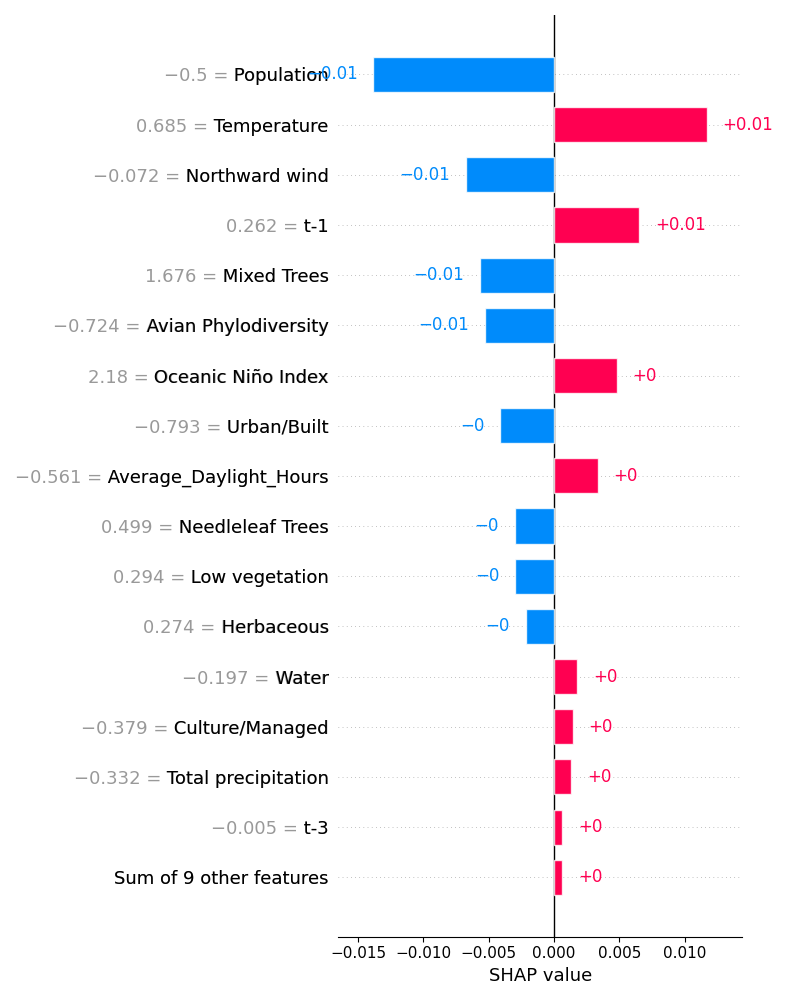 −0.5 = Population −0.01
0.685 = Temperature +0.01
−0.072 = Northward wind −0.01
0.262 = t-1 +0.01
1.676 = Mixed Trees −0.01
−0.724 = Avian Phylodiversity −0.01
2.18 = Oceanic Niño Index +0
−0.793 = Urban/Built −0
−0.561 = Average_Daylight_Hours +0
0.499 = Needleleaf Trees −0
0.294 = Low vegetation −0
0.274 = Herbaceous −0
−0.197 = Water +0
−0.379 = Culture/Managed +0
−0.332 = Total precipitation +0
−0.005 = t-3 +0
Sum of 9 other features +0
−0.015 −0.010 −0.005 0.000 0.005 0.010
SHAP value